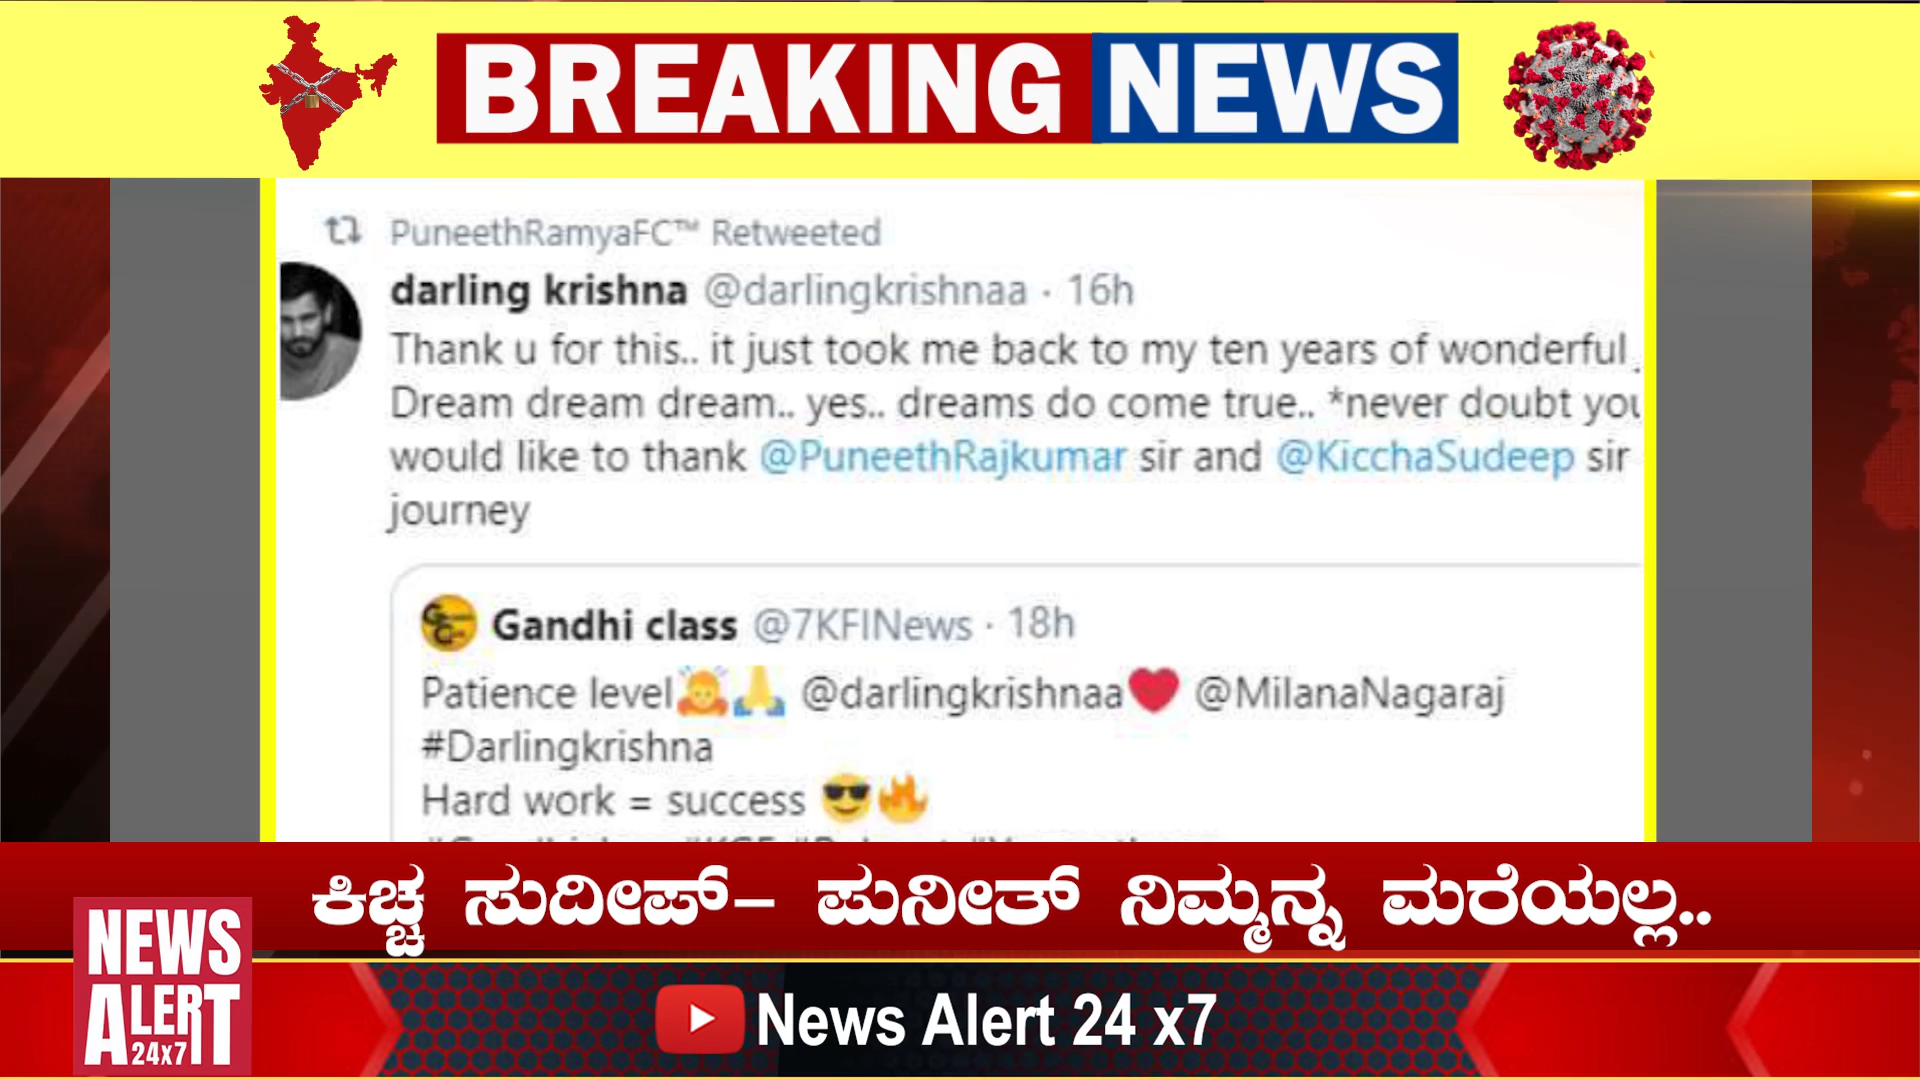 BREAKING NEWS
PuneethRamyaFC™ Retweeted
darling krishna @darlingkrishnaa · 16h
Thank u for this.. it just took me back to my ten years of wonderful
Dream dream dream.. yes.. dreams do come true.. *never doubt you
would like to thank @PuneethRajkumar sir and @KicchaSudeep sir
journey
Gandhi class @7KFINews · 18h
Patience level🙇🙏 @darlingkrishnaa❤️ @MilanaNagaraj
#Darlingkrishna
Hard work = success 😎🔥
ಕಿಚ್ಚ ಸುದೀಪ್- ಪುನೀತ್ ನಿಮ್ಮನ್ನ ಮರೆಯಲ್ಲ..
NEWS
ALERT
24x7
News Alert 24 x7